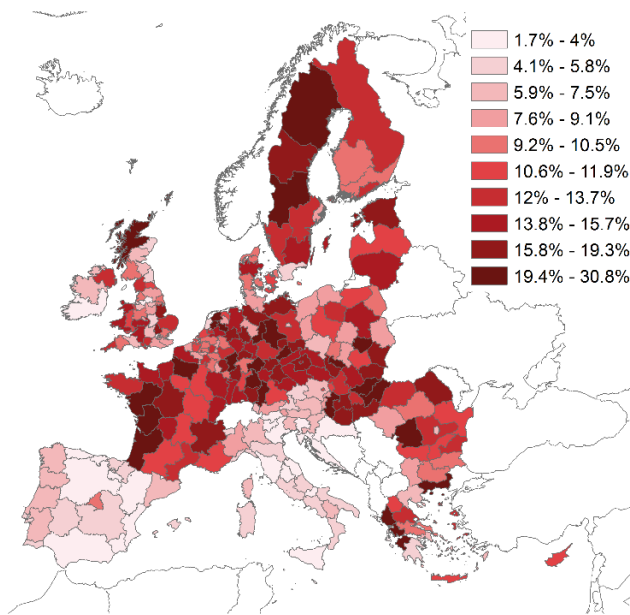 1.7% - 4%
4.1% - 5.8%
5.9% - 7.5%
7.6% - 9.1%
9.2% - 10.5%
10.6% - 11.9%
12% - 13.7%
13.8% - 15.7%
15.8% - 19.3%
19.4% - 30.8%